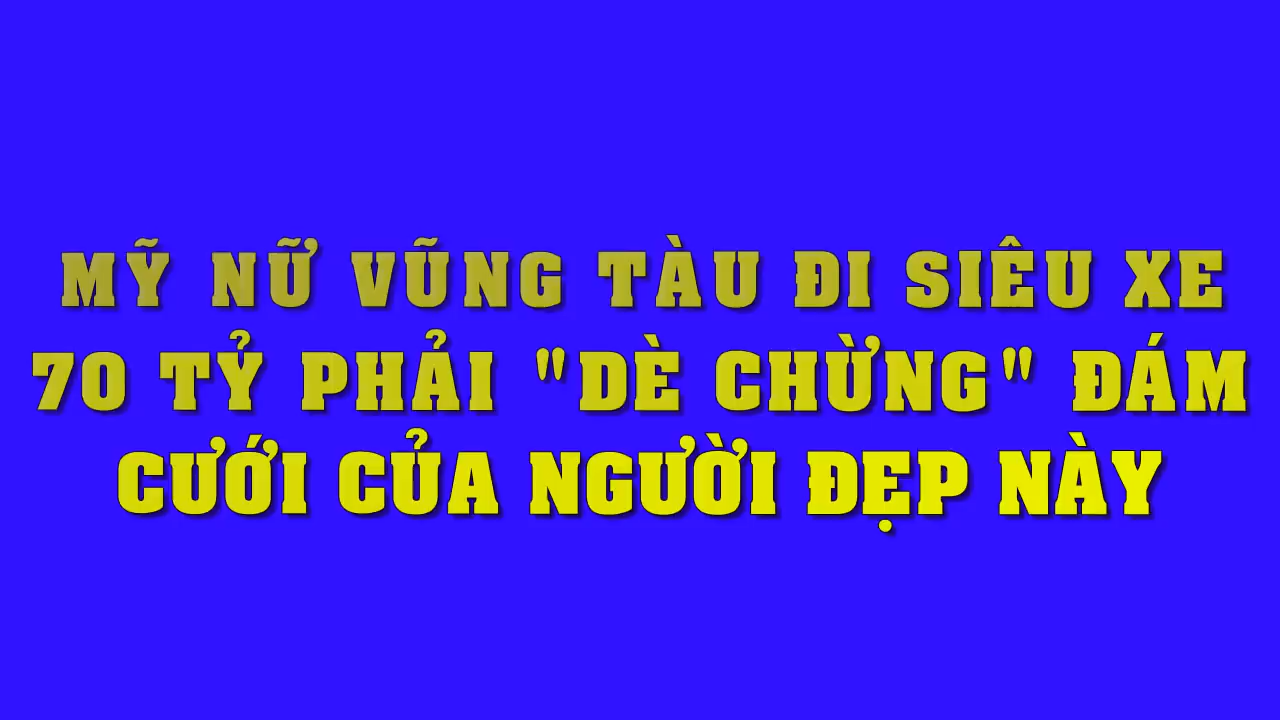 MỸ NỮ VŨNG TÀU ĐI SIÊU XE
70 TỶ PHẢI "DÈ CHỪNG" ĐÁM
CƯỚI CỦA NGƯỜI ĐẸP NÀY